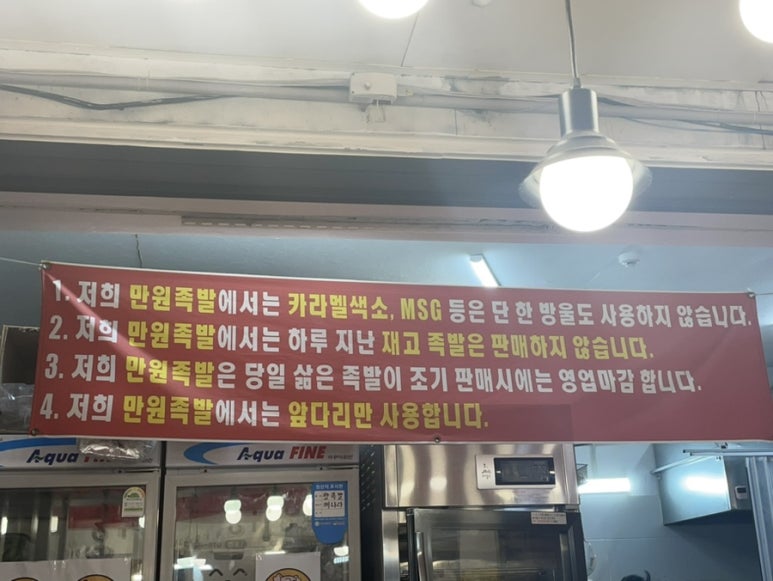 1. 저희 만원족발에서는 카라멜색소, MSG 등은 단 한 방울도 사용하지 않습니다.
2. 저희 만원족발에서는 하루 지난 재고 족발은 판매하지 않습니다.
3. 저희 만원족발은 당일 삶은 족발이 조기 판매시에는 영업마감 합니다.
4. 저희 만원족발에서는 앞다리만 사용합니다.
Aqua FINE
Aqua FINE